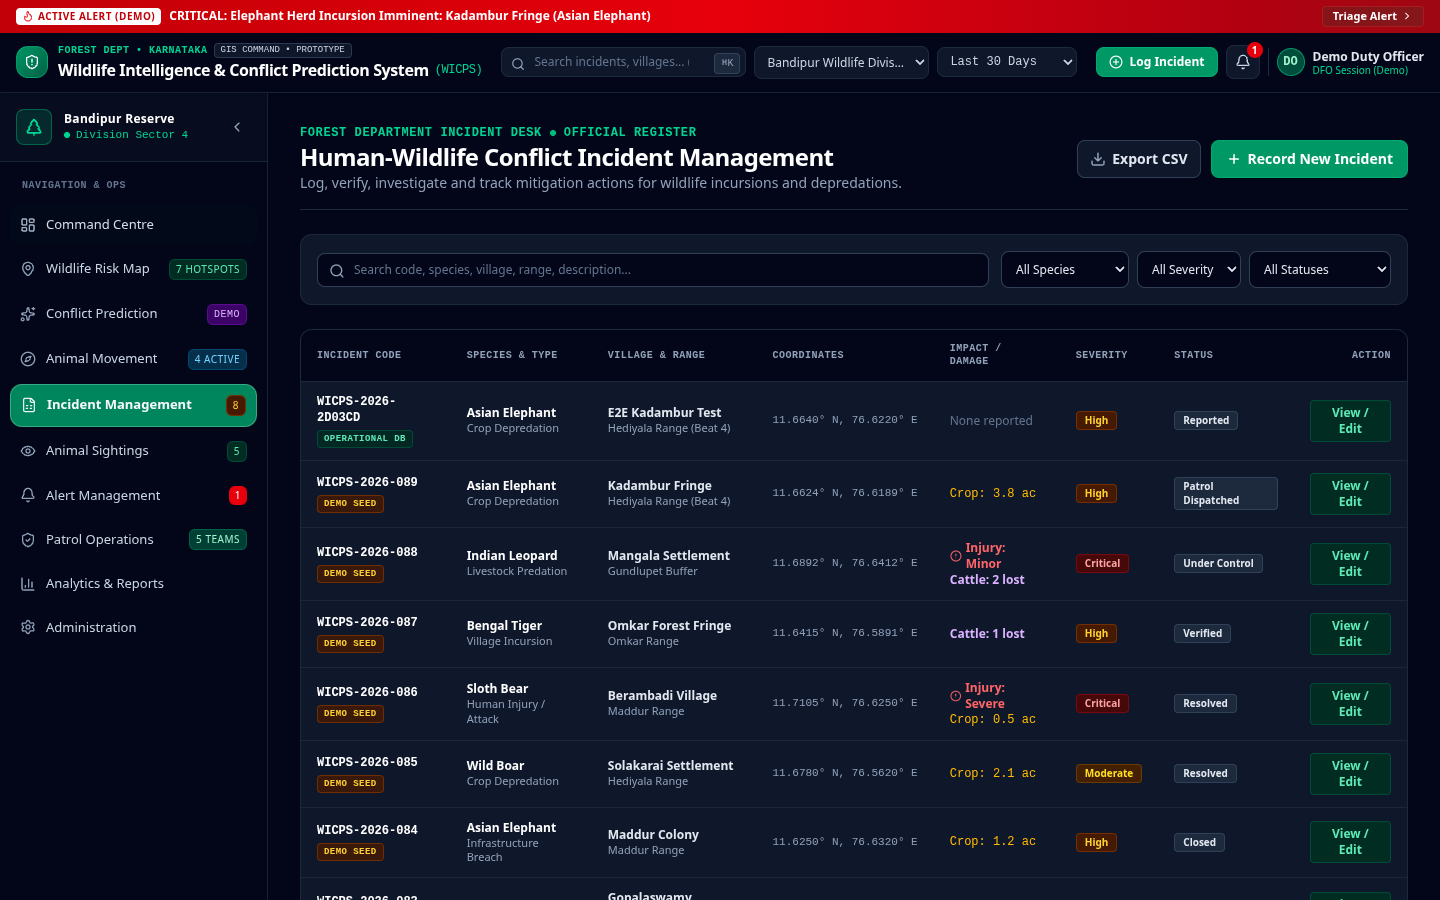 ACTIVE ALERT (DEMO) CRITICAL: Elephant Herd Incursion Imminent: Kadambur Fringe (Asian Elephant) Triage Alert
FOREST DEPT • KARNATAKA GIS COMMAND • PROTOTYPE
Wildlife Intelligence & Conflict Prediction System (WICPS)
Search incidents, villages... ⌘K Bandipur Wildlife Divis... Last 30 Days Log Incident 1 DO Demo Duty Officer
DFO Session (Demo)
Bandipur Reserve
Division Sector 4
NAVIGATION & OPS
Command Centre
Wildlife Risk Map 7 HOTSPOTS
Conflict Prediction DEMO
Animal Movement 4 ACTIVE
Incident Management 8
Animal Sightings 5
Alert Management 1
Patrol Operations 5 TEAMS
Analytics & Reports
Administration
FOREST DEPARTMENT INCIDENT DESK ● OFFICIAL REGISTER
Human-Wildlife Conflict Incident Management
Log, verify, investigate and track mitigation actions for wildlife incursions and depredations.
Export CSV + Record New Incident
Search code, species, village, range, description... All Species All Severity All Statuses
INCIDENT CODE SPECIES & TYPE VILLAGE & RANGE COORDINATES IMPACT / DAMAGE SEVERITY STATUS ACTION
WICPS-2026-2D03CD OPERATIONAL DB Asian Elephant Crop Depredation E2E Kadambur Test Hediyala Range (Beat 4) 11.6640° N, 76.6220° E None reported High Reported View / Edit
WICPS-2026-089 DEMO SEED Asian Elephant Crop Depredation Kadambur Fringe Hediyala Range (Beat 4) 11.6624° N, 76.6189° E Crop: 3.8 ac High Patrol Dispatched View / Edit
WICPS-2026-088 DEMO SEED Indian Leopard Livestock Predation Mangala Settlement Gundlupet Buffer 11.6892° N, 76.6412° E Injury: Minor Cattle: 2 lost Critical Under Control View / Edit
WICPS-2026-087 DEMO SEED Bengal Tiger Village Incursion Omkar Forest Fringe Omkar Range 11.6415° N, 76.5891° E Cattle: 1 lost High Verified View / Edit
WICPS-2026-086 DEMO SEED Sloth Bear Human Injury / Attack Berambadi Village Maddur Range 11.7105° N, 76.6250° E Injury: Severe Crop: 0.5 ac Critical Resolved View / Edit
WICPS-2026-085 DEMO SEED Wild Boar Crop Depredation Solakarai Settlement Hediyala Range 11.6780° N, 76.5620° E Crop: 2.1 ac Moderate Resolved View / Edit
WICPS-2026-084 DEMO SEED Asian Elephant Infrastructure Breach Maddur Colony Maddur Range 11.6250° N, 76.6320° E Crop: 1.2 ac High Closed View / Edit
Gopalaswamy